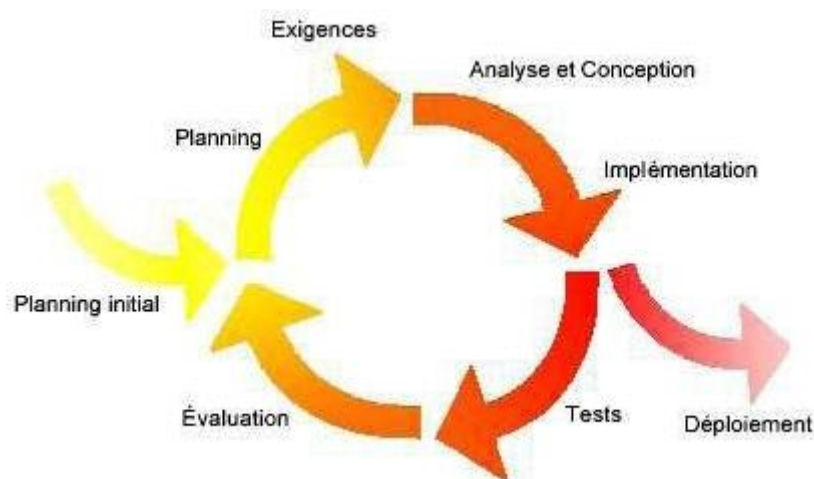 Exigences
Analyse et Conception
Planning
Implémentation
Planning initial
Évaluation
Tests
Déploiement